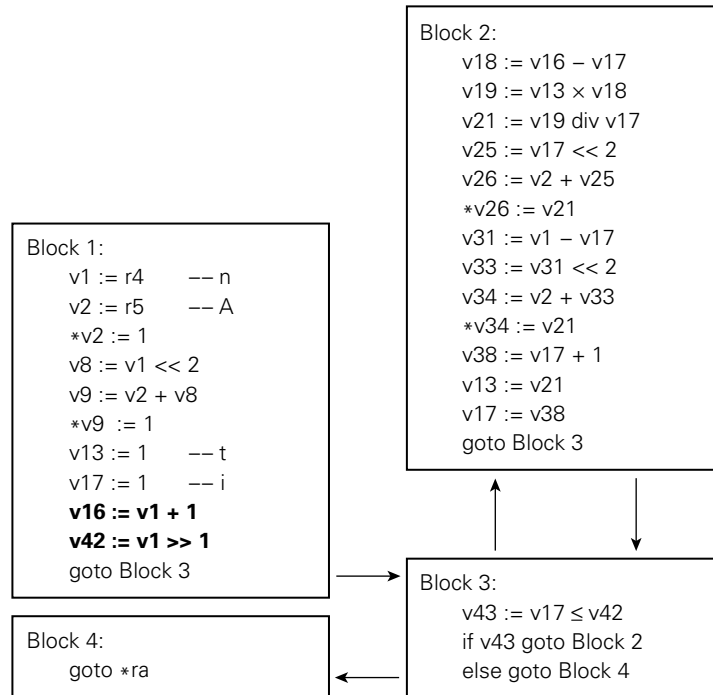 Block 1:
v1 := r4 −− n
v2 := r5 −− A
*v2 := 1
v8 := v1 << 2
v9 := v2 + v8
*v9 := 1
v13 := 1 −− t
v17 := 1 −− i
v16 := v1 + 1
v42 := v1 >> 1
goto Block 3
Block 2:
v18 := v16 − v17
v19 := v13 × v18
v21 := v19 div v17
v25 := v17 << 2
v26 := v2 + v25
*v26 := v21
v31 := v1 − v17
v33 := v31 << 2
v34 := v2 + v33
*v34 := v21
v38 := v17 + 1
v13 := v21
v17 := v38
goto Block 3
Block 3:
v43 := v17 ≤ v42
if v43 goto Block 2
else goto Block 4
Block 4:
goto *ra